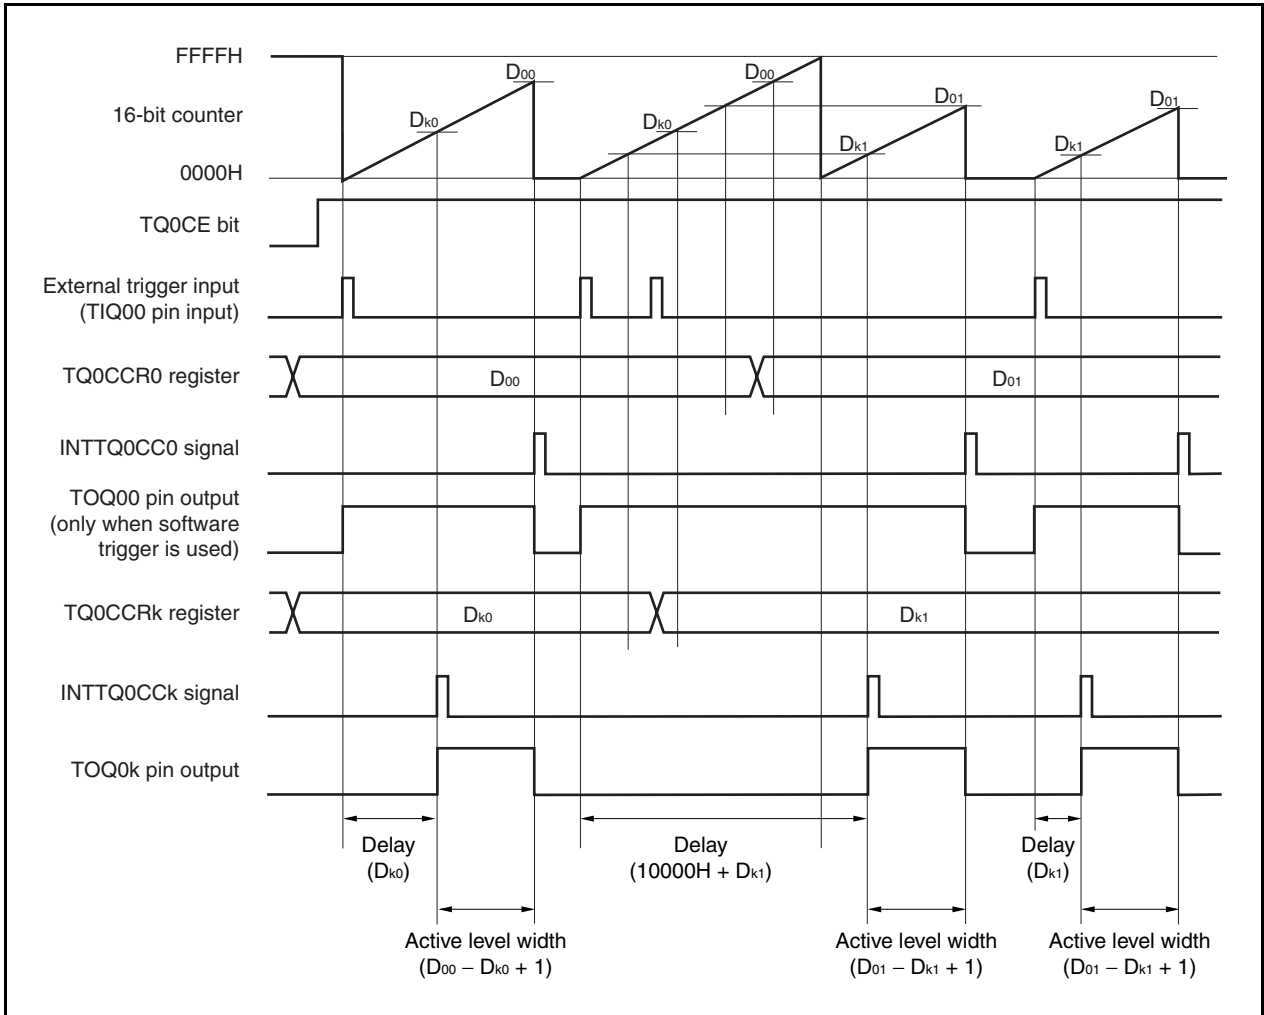 FFFFH
D00
D00
16-bit counter
Dk0
Dk0
D01
D01
Dk1
Dk1
0000H
TQ0CE bit
External trigger input
(TIQ00 pin input)
TQ0CCR0 register
D00
D01
INTTQ0CC0 signal
TOQ00 pin output
(only when software
trigger is used)
TQ0CCRk register
Dk0
Dk1
INTTQ0CCk signal
TOQ0k pin output
Delay
(Dk0)
Delay
(10000H + Dk1)
Delay
(Dk1)
Active level width
(D00 − Dk0 + 1)
Active level width
(D01 − Dk1 + 1)
Active level width
(D01 − Dk1 + 1)